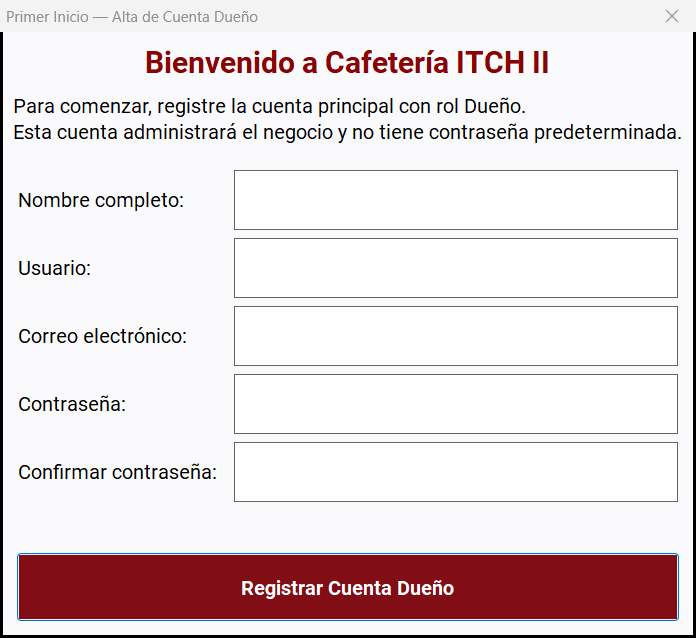 Primer Inicio — Alta de Cuenta Dueño
Bienvenido a Cafetería ITCH II
Para comenzar, registre la cuenta principal con rol Dueño.
Esta cuenta administrará el negocio y no tiene contraseña predeterminada.
Nombre completo:
Usuario:
Correo electrónico:
Contraseña:
Confirmar contraseña:
Registrar Cuenta Dueño